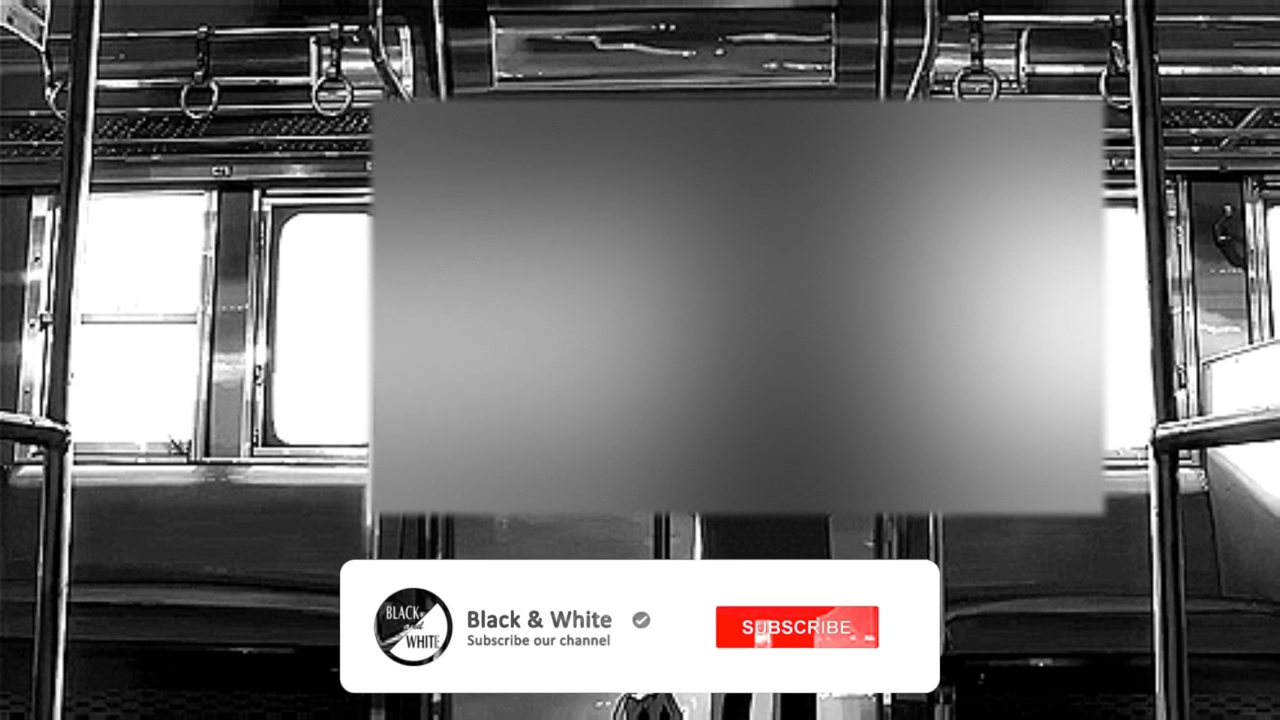 BLACK
and
WHITE
Black & White
Subscribe our channel
SUBSCRIBE